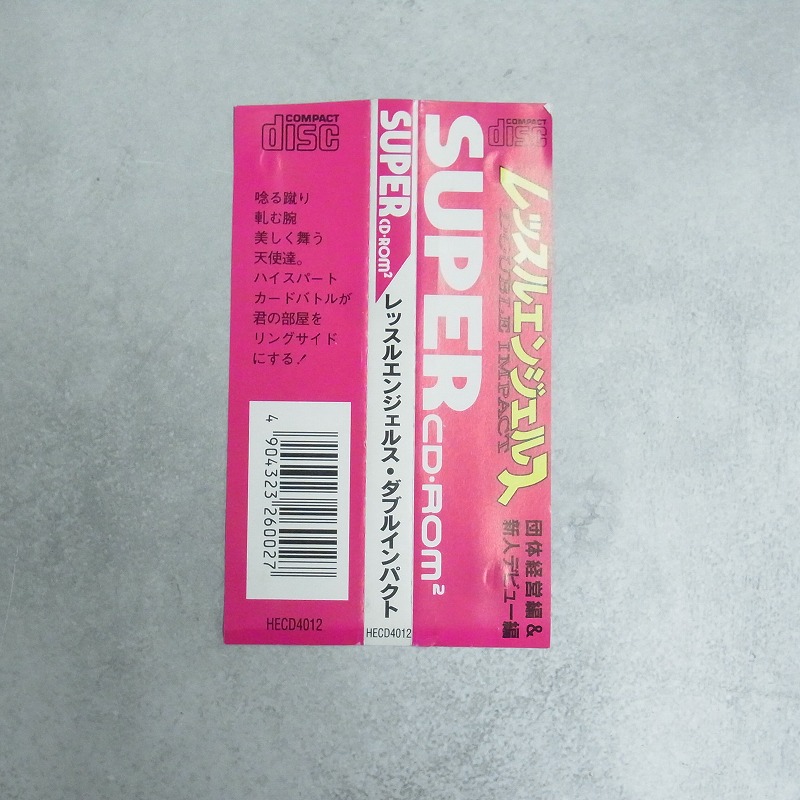 COMPACT
disc
唸る蹴り
軋む腕
美しく舞う
天使達。
ハイスパート
カードバトルが
君の部屋を
リングサイド
にする!
4 904323 260027
HECD4012
SUPER CD-ROM²
レッスルエンジェルス・ダブルインパクト
HECD4012
SUPER CD·ROM²
COMPACT
disc
レッスルエンジェルス
DOUBLE IMPACT
団体経営編&
新人デビュー編